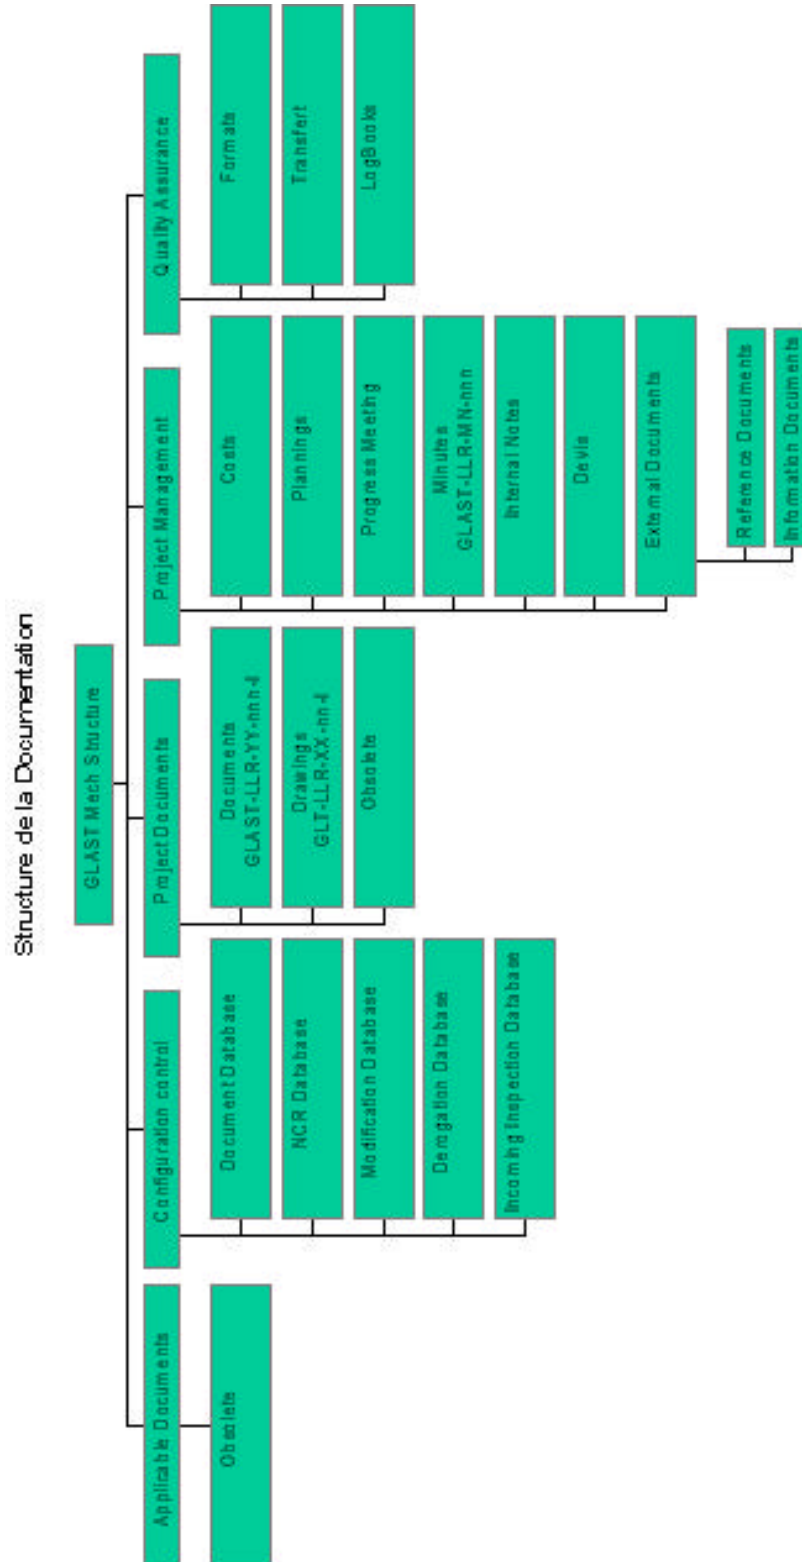 Structure de la Documentation
GLAST Mech Structure
Applicable Documents
Obsolete
Configuration control
Document Database
NCR Database
Modification Database
Derogation Database
Incoming Inspection Database
Project Documents
Documents
GLAST-LLR-YY-nnn-I
Drawings
GLT-LLR-XX-nn-I
Obsolete
Project Management
Costs
Plannings
Progress Meeting
Minutes
GLAST-LLR-MN-nnn
Internal Notes
Devis
External Documents
Reference Documents
Information Documents
Quality Assurance
Formats
Transfert
LogBooks